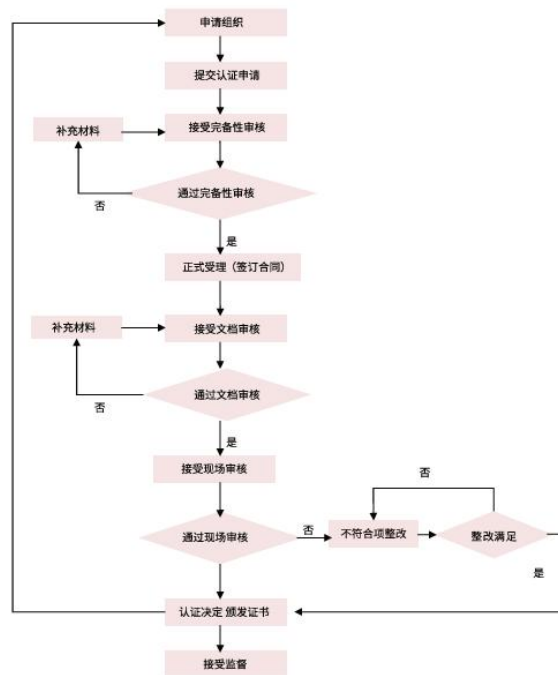 申请组织
提交认证申请
补充材料
接受完备性审核
通过完备性审核
否
是
正式受理（签订合同）
补充材料
接受文档审核
通过文档审核
否
是
接受现场审核
否
通过现场审核
否
不符合项整改
整改满足
是
认证决定 颁发证书
接受监督